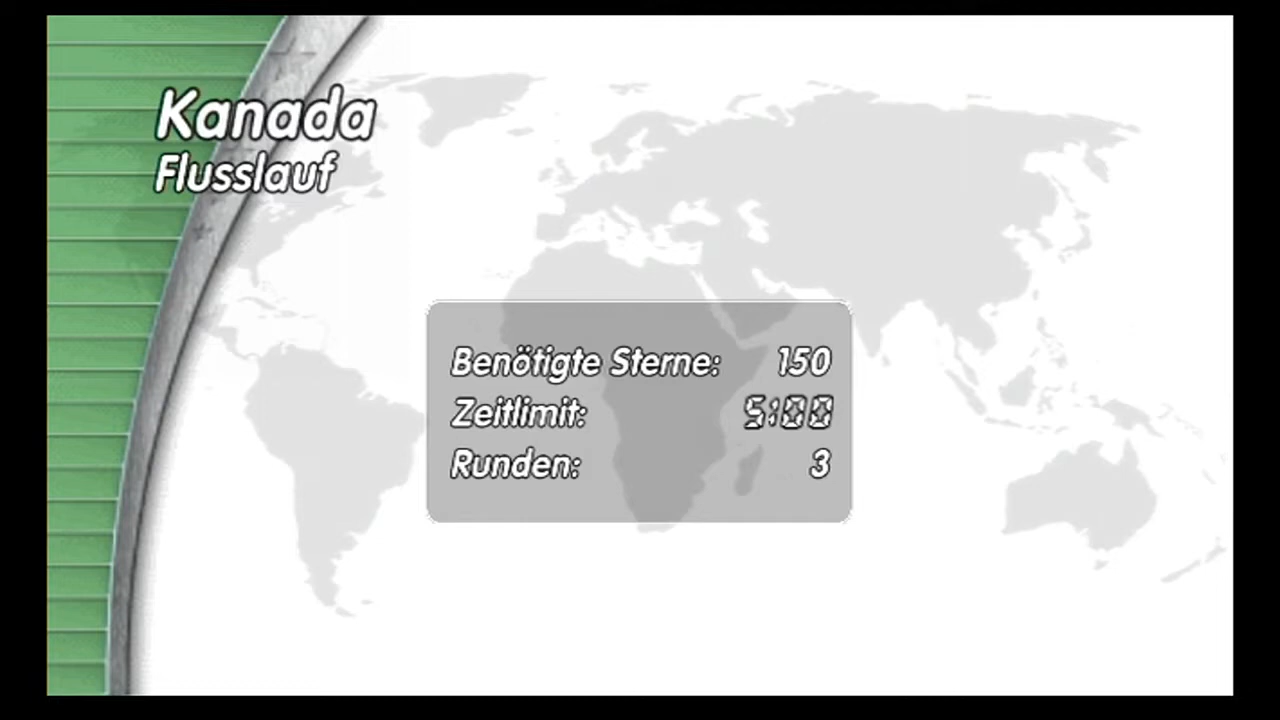 Kanada
Flusslauf
Benötigte Sterne: 150
Zeitlimit: 5:00
Runden: 3